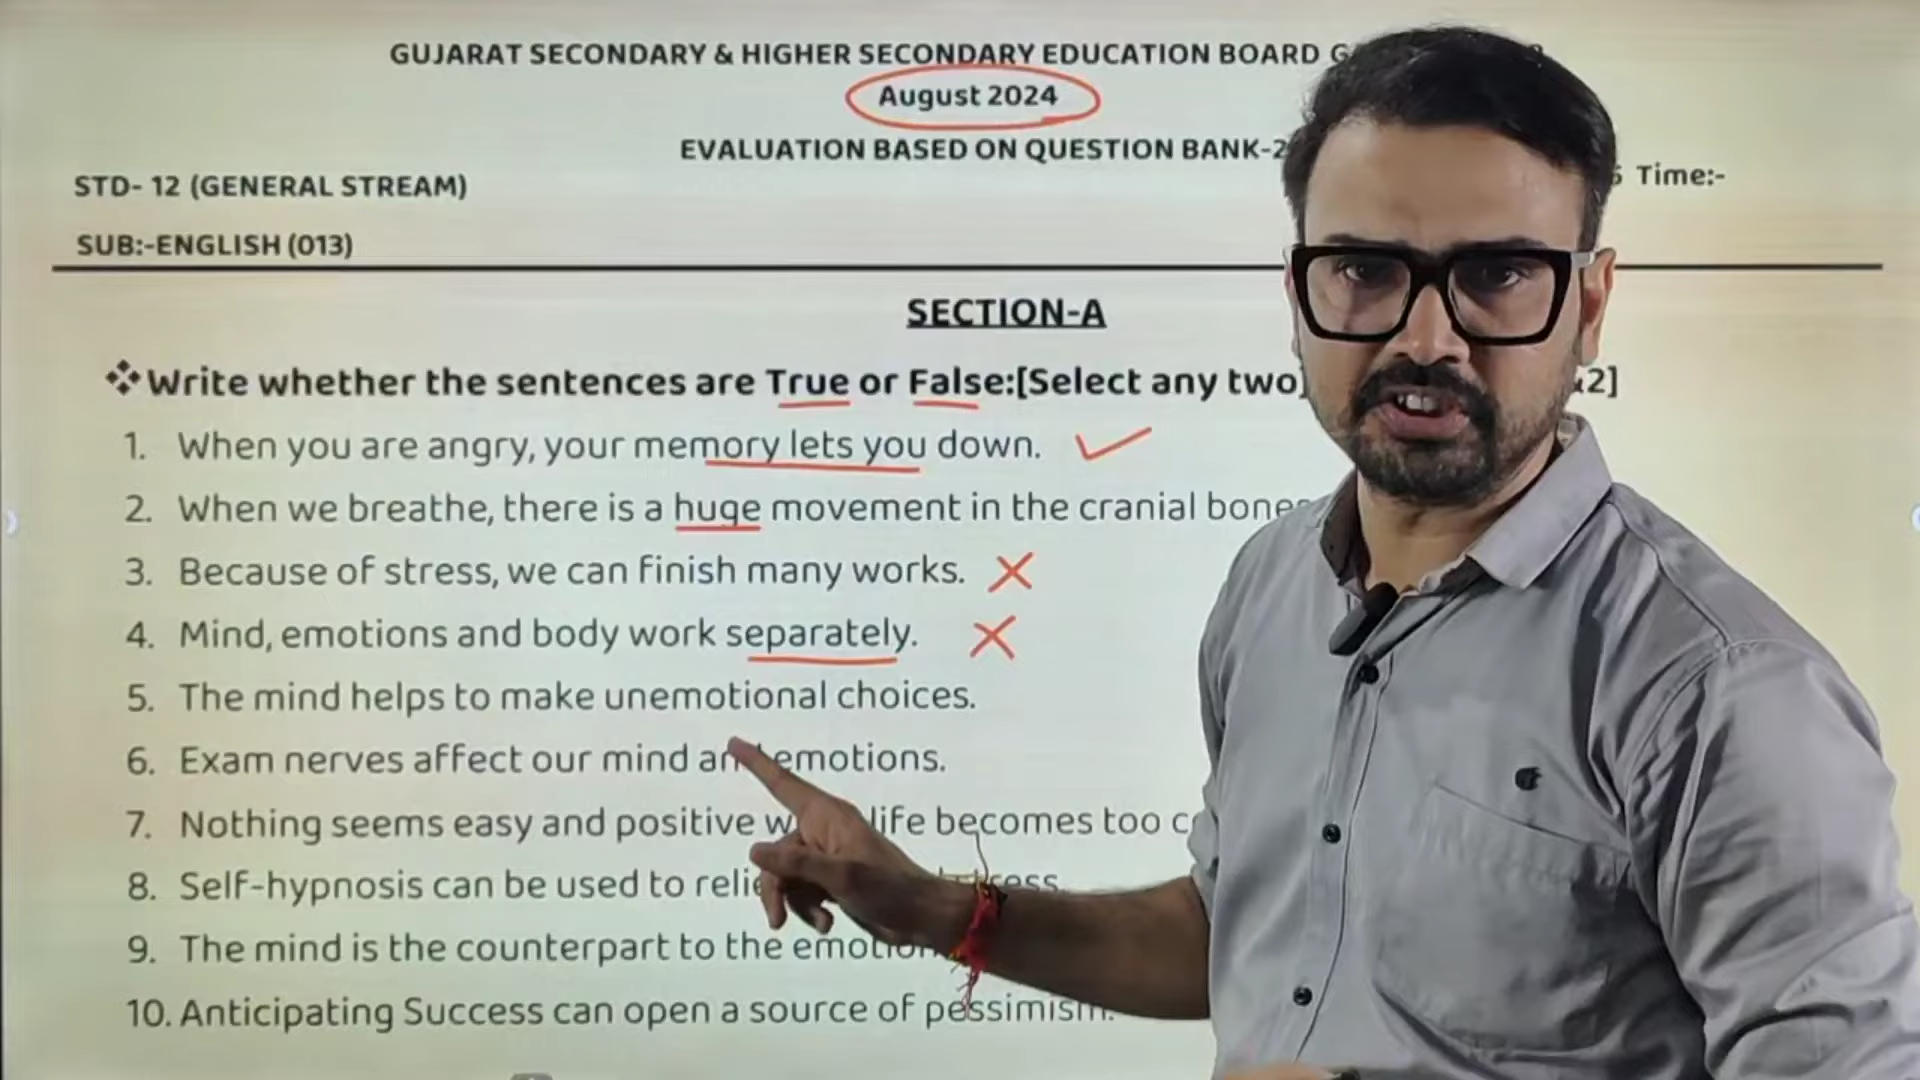 GUJARAT SECONDARY & HIGHER SECONDARY EDUCATION BOARD
August 2024
EVALUATION BASED ON QUESTION BANK-2
STD- 12 (GENERAL STREAM) Time:-
SUB:-ENGLISH (013)
SECTION-A
❖Write whether the sentences are True or False:[Select any two] 2]
1. When you are angry, your memory lets you down.
2. When we breathe, there is a huge movement in the cranial bones
3. Because of stress, we can finish many works.
4. Mind, emotions and body work separately.
5. The mind helps to make unemotional choices.
6. Exam nerves affect our mind and emotions.
7. Nothing seems easy and positive life becomes too
8. Self-hypnosis can be used to
9. The mind is the counterpart to the
10. Anticipating Success can open a source of pessimism.